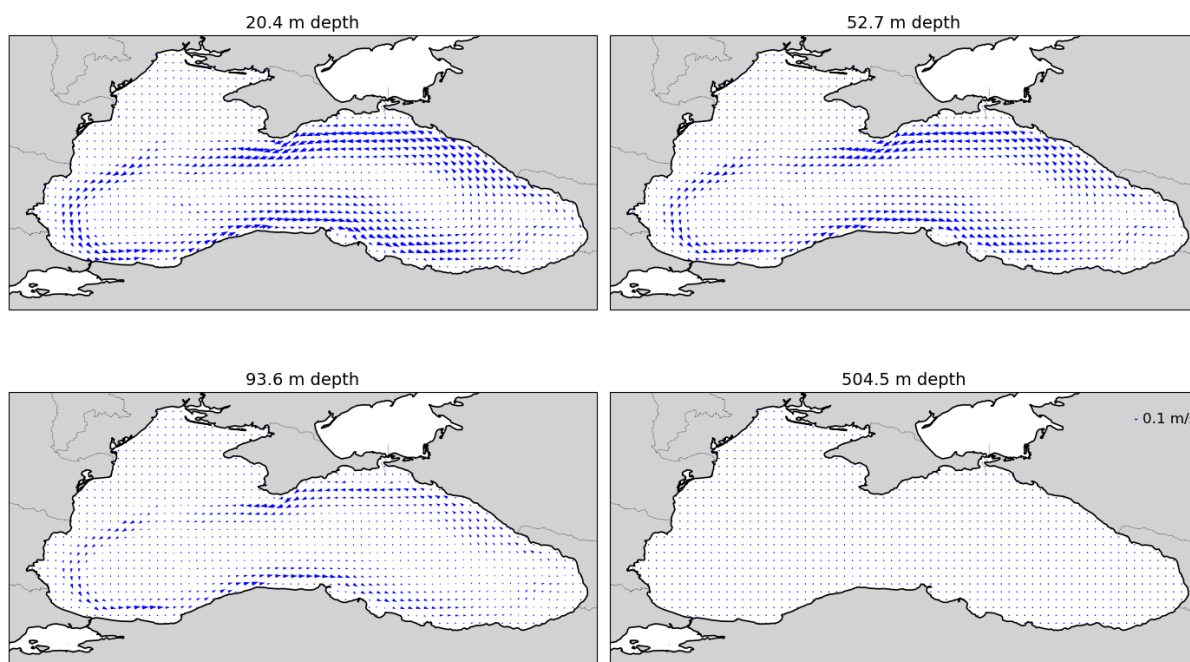 20.4 m depth
52.7 m depth
93.6 m depth
504.5 m depth
0.1 m/